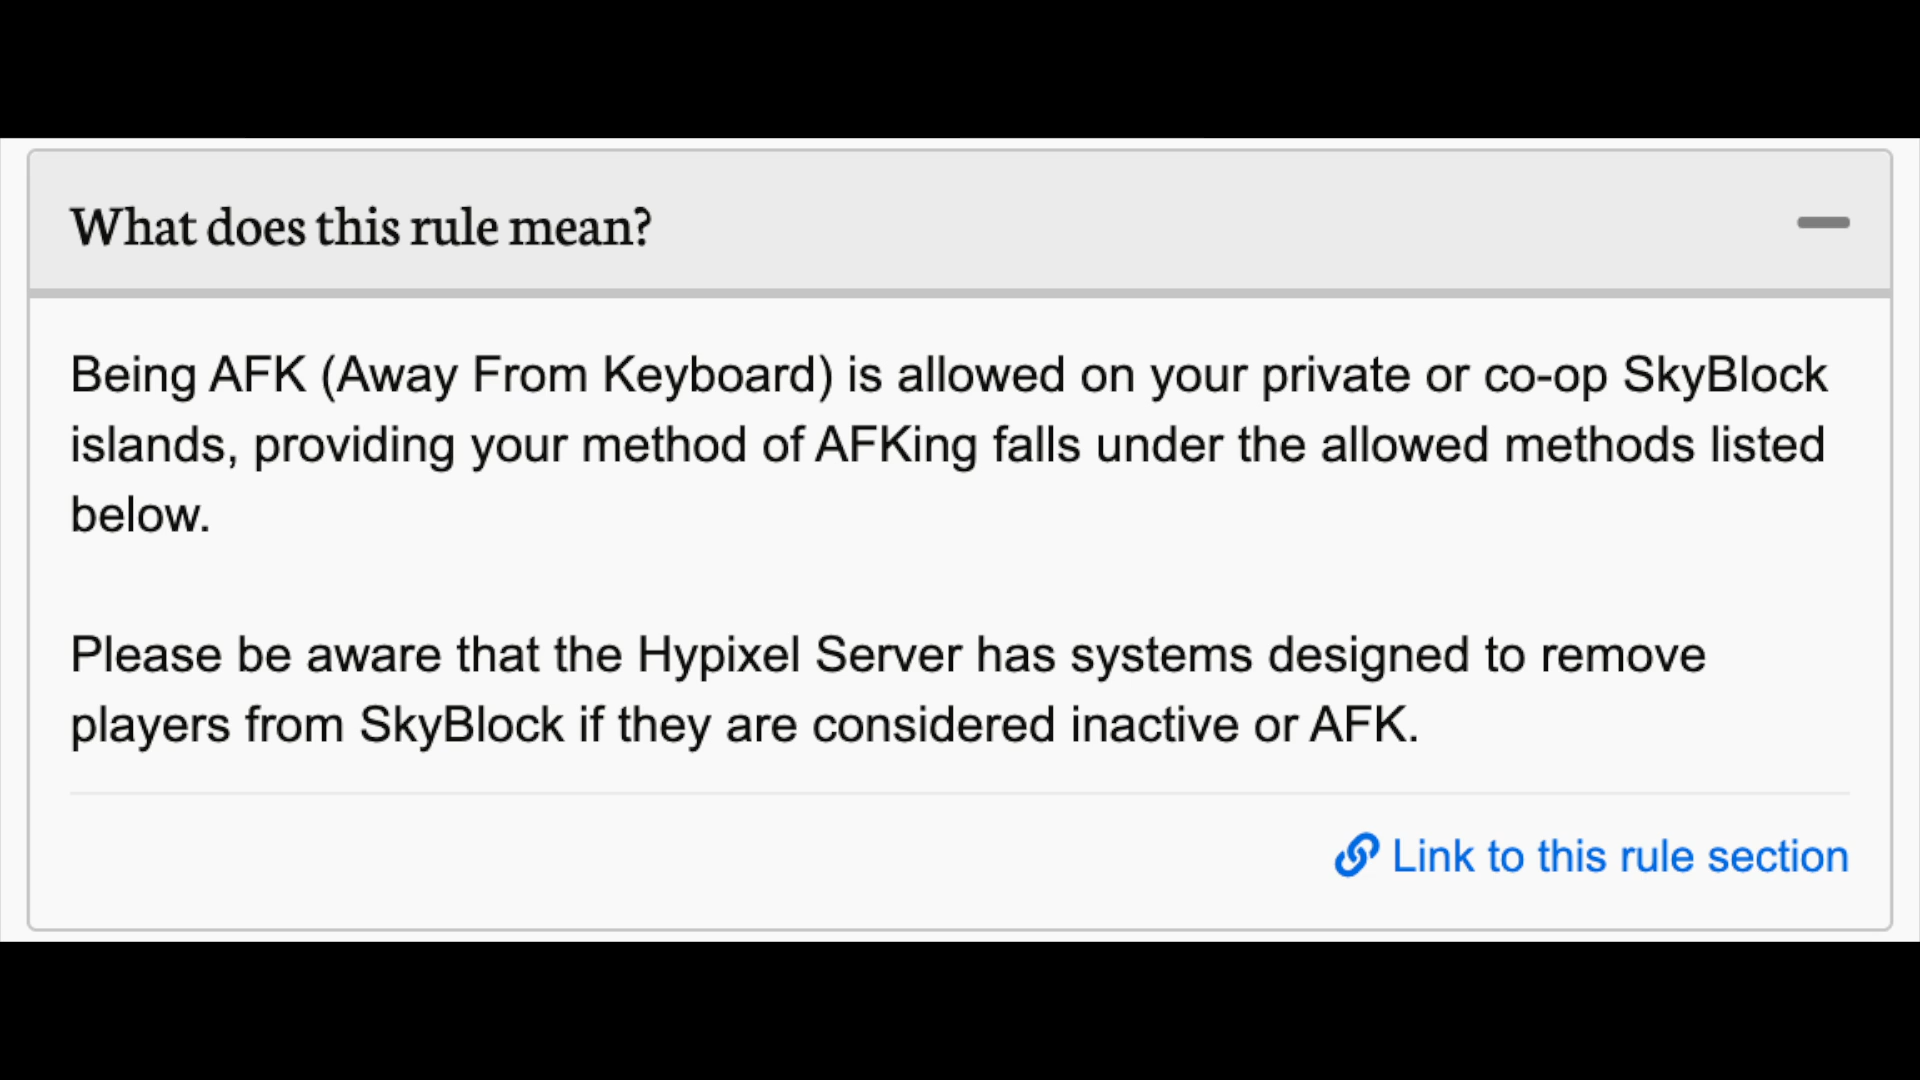 What does this rule mean?
Being AFK (Away From Keyboard) is allowed on your private or co-op SkyBlock
islands, providing your method of AFKing falls under the allowed methods listed
below.
Please be aware that the Hypixel Server has systems designed to remove
players from SkyBlock if they are considered inactive or AFK.
Link to this rule section